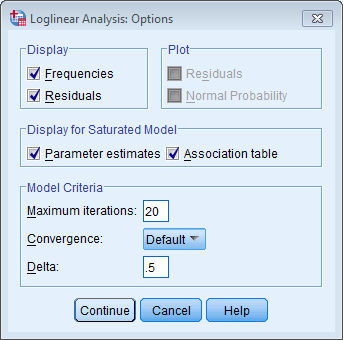 Loglinear Analysis: Options
Display
Plot
Frequencies
Residuals
Residuals
Normal Probability
Display for Saturated Model
Parameter estimates Association table
Model Criteria
Maximum iterations: 20
Convergence: Default
Delta: .5
Continue Cancel Help